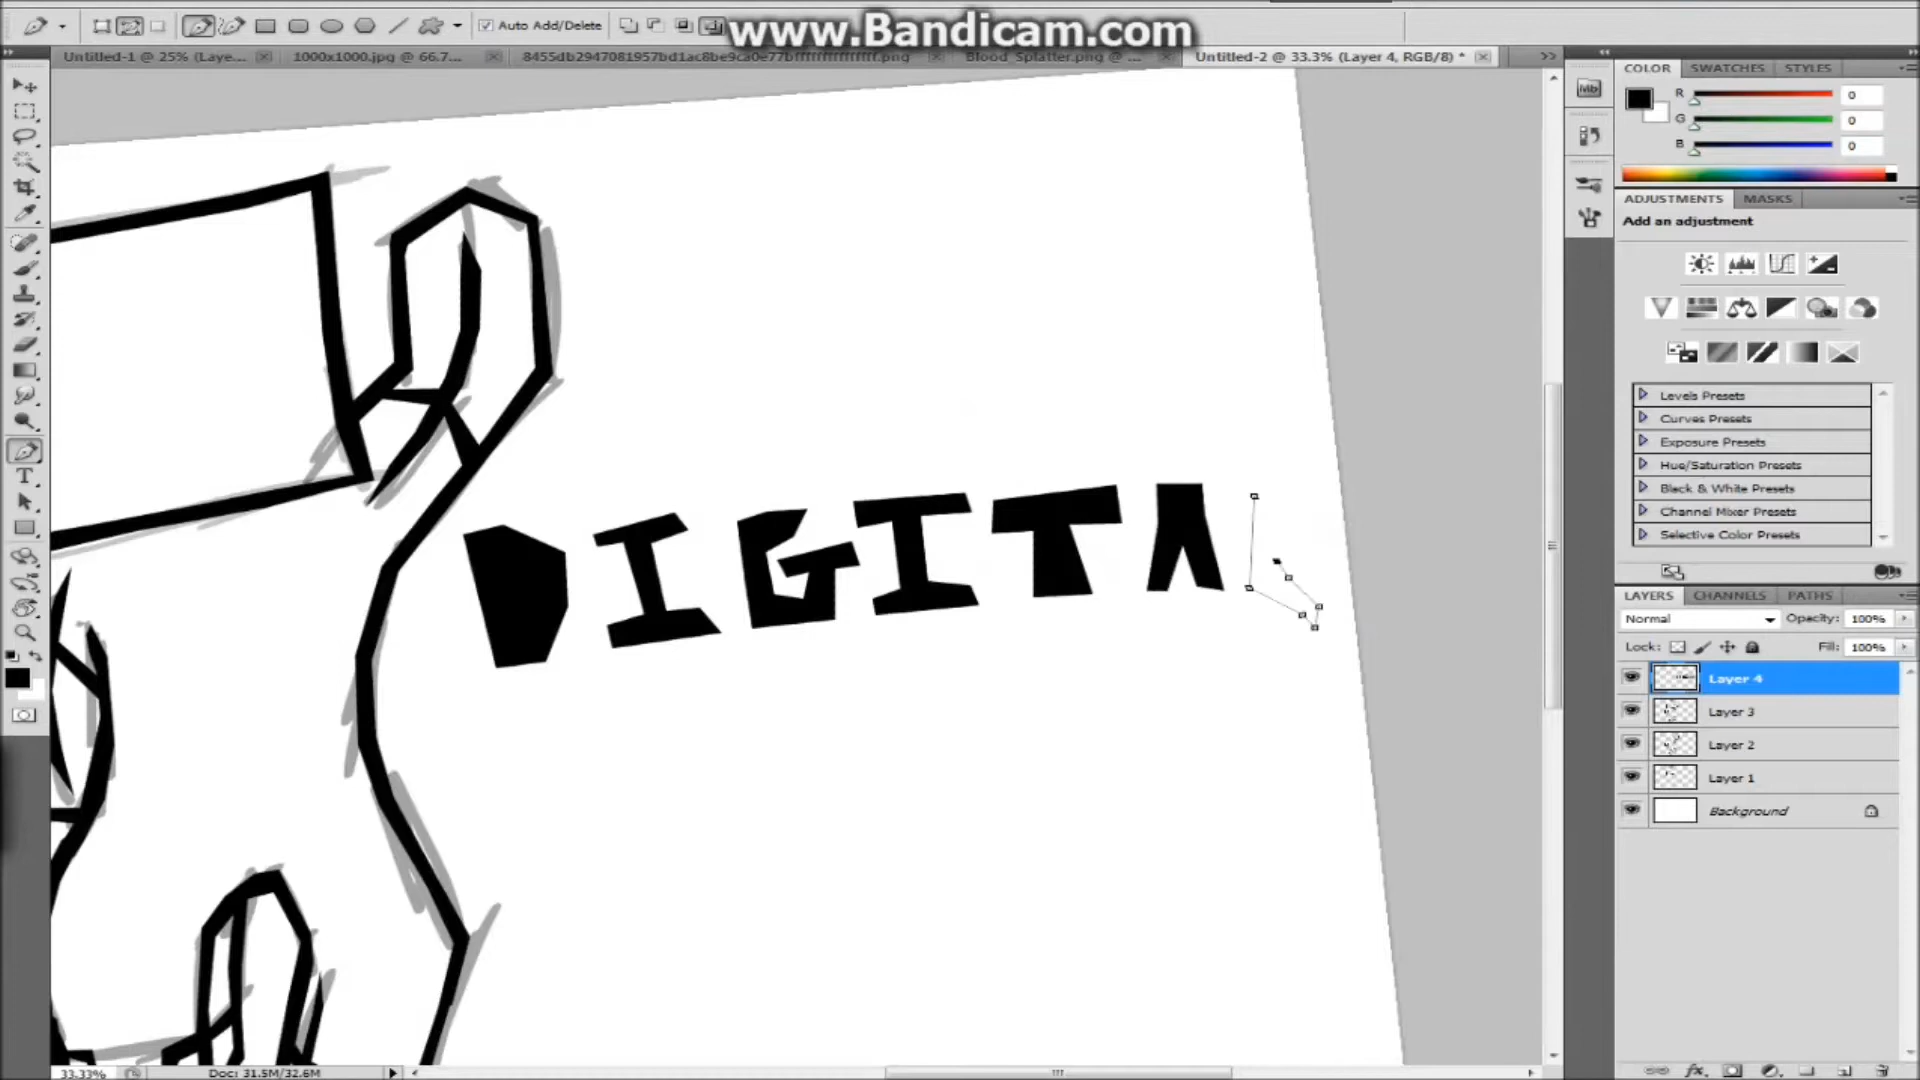 Auto Add/Delete
www.Bandicam.com
Untitled-1 @ 25% (Laye...
1000x1000.jpg @ 66.7...
Blood Splatter.png @ ...
Untitled-2 @ 33.3% (Layer 4, RGB/8) *
COLOR SWATCHES STYLES
R 0
G 0
B 0
Mb
ADJUSTMENTS MASKS
Add an adjustment
Levels Presets
Curves Presets
Exposure Presets
Hue/Saturation Presets
Black & White Presets
Channel Mixer Presets
Selective Color Presets
DIGITA
LAYERS CHANNELS PATHS
Normal Opacity: 100%
Lock: Fill: 100%
Layer 4
Layer 3
Layer 2
Layer 1
Background
33.33% Doc: 31.5M/32.6M